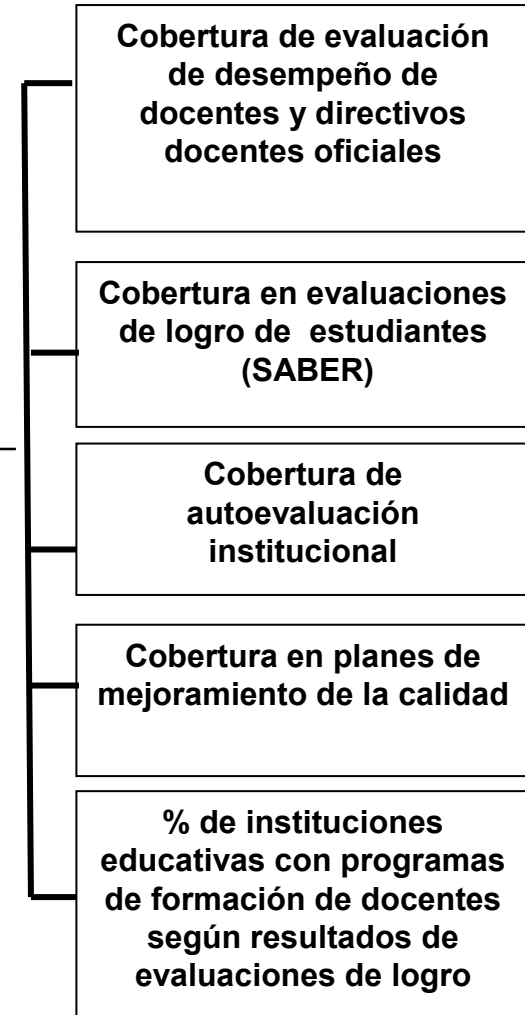 Cobertura de evaluación
de desempeño de
docentes y directivos
docentes oficiales
Cobertura en evaluaciones
de logro de estudiantes
(SABER)
Cobertura de
autoevaluación
institucional
Cobertura en planes de
mejoramiento de la calidad
% de instituciones
educativas con programas
de formación de docentes
según resultados de
evaluaciones de logro